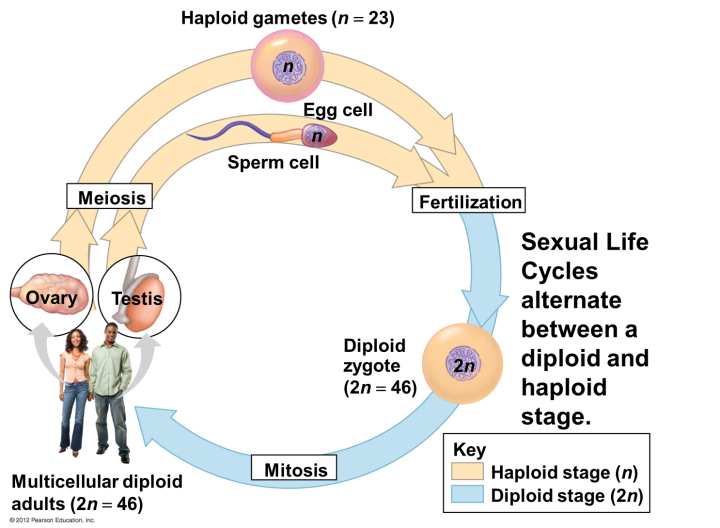 Haploid gametes (n = 23)
n
Egg cell
n
Sperm cell
Meiosis
Fertilization
Ovary
Testis
Sexual Life
Cycles
alternate
between a
diploid and
haploid
stage.
Diploid
zygote
(2n = 46)
2n
Mitosis
Key
Haploid stage (n)
Diploid stage (2n)
Multicellular diploid
adults (2n = 46)
© 2012 Pearson Education, Inc.